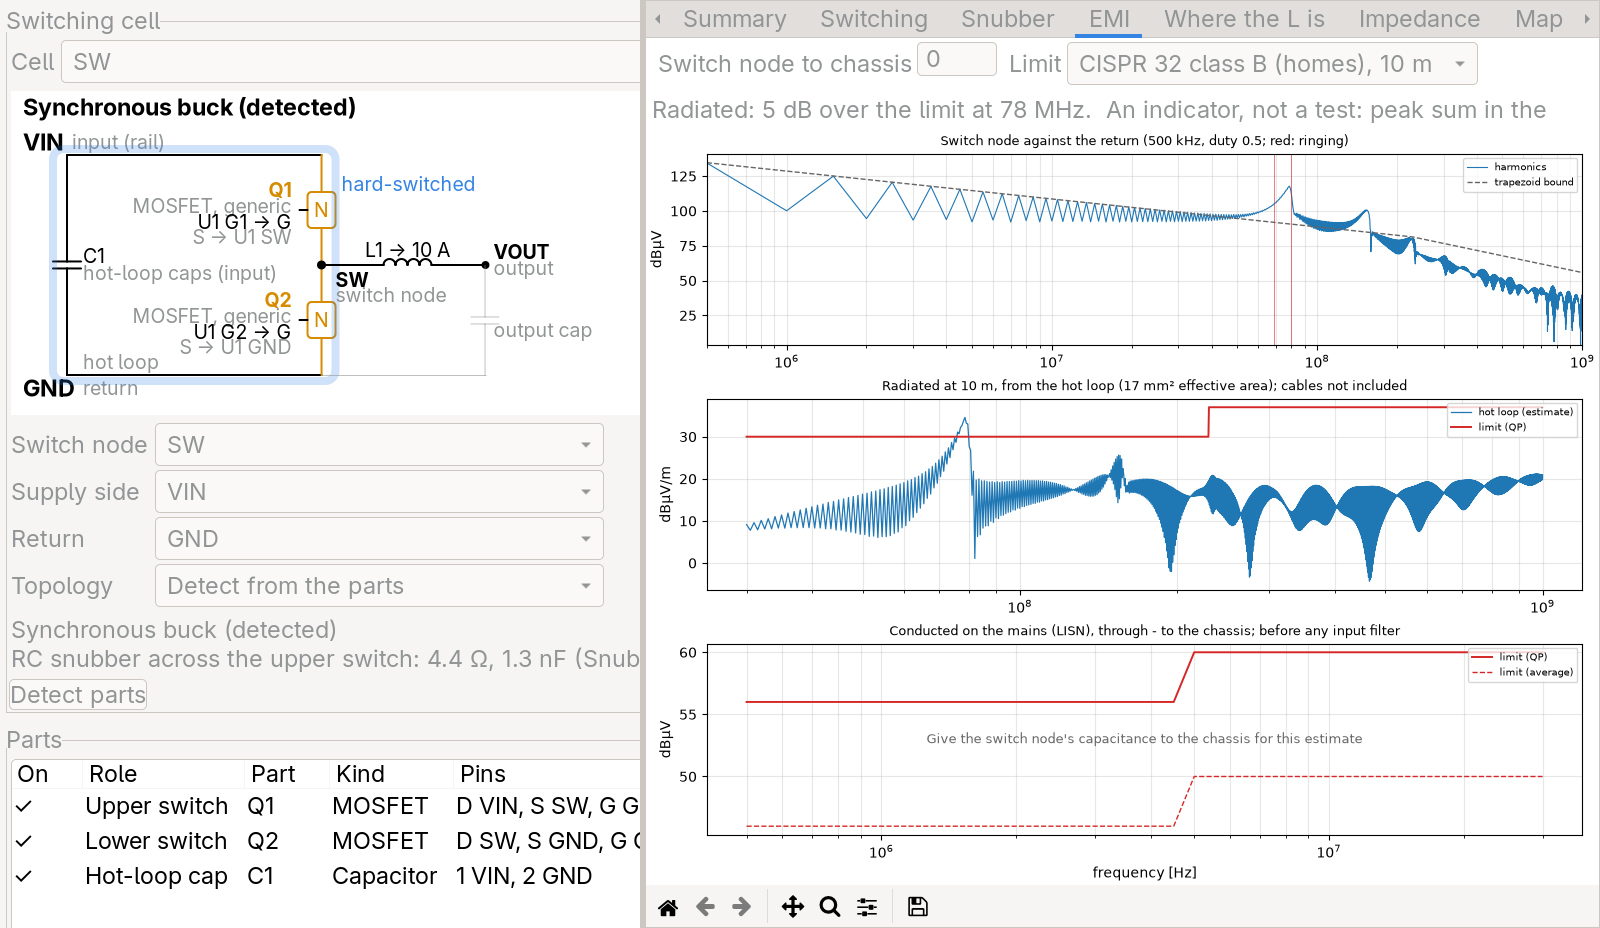 Switching cell
Cell SW
Synchronous buck (detected)
VIN input (rail)
Q1
hard-switched
MOSFET, generic
N
U1 G1 → G
S → U1 SW
C1
hot-loop caps (input)
L1 → 10 A
VOUT
output
SW
switch node
Q2
MOSFET, generic
N
U1 G2 → G
S → U1 GND
output cap
hot loop
GND return
Switch node SW
Supply side VIN
Return GND
Topology Detect from the parts
Synchronous buck (detected)
RC snubber across the upper switch: 4.4 Ω, 1.3 nF (Snub
Detect parts
Parts
On Role Part Kind Pins
✓ Upper switch Q1 MOSFET D VIN, S SW, G G
✓ Lower switch Q2 MOSFET D SW, S GND, G G
✓ Hot-loop cap C1 Capacitor 1 VIN, 2 GND
Summary Switching Snubber EMI Where the L is Impedance Map
Switch node to chassis 0 Limit CISPR 32 class B (homes), 10 m
Radiated: 5 dB over the limit at 78 MHz. An indicator, not a test: peak sum in the
Switch node against the return (500 kHz, duty 0.5; red: ringing)
harmonics
trapezoid bound
dBµV
125
100
75
50
25
10⁶ 10⁷ 10⁸ 10⁹
Radiated at 10 m, from the hot loop (17 mm² effective area); cables not included
hot loop (estimate)
limit (QP)
dBµV/m
30
20
10
0
10⁸ 10⁹
Conducted on the mains (LISN), through - to the chassis; before any input filter
limit (QP)
limit (average)
dBµV
60
55
50
Give the switch node's capacitance to the chassis for this estimate
10⁶ 10⁷
frequency [Hz]